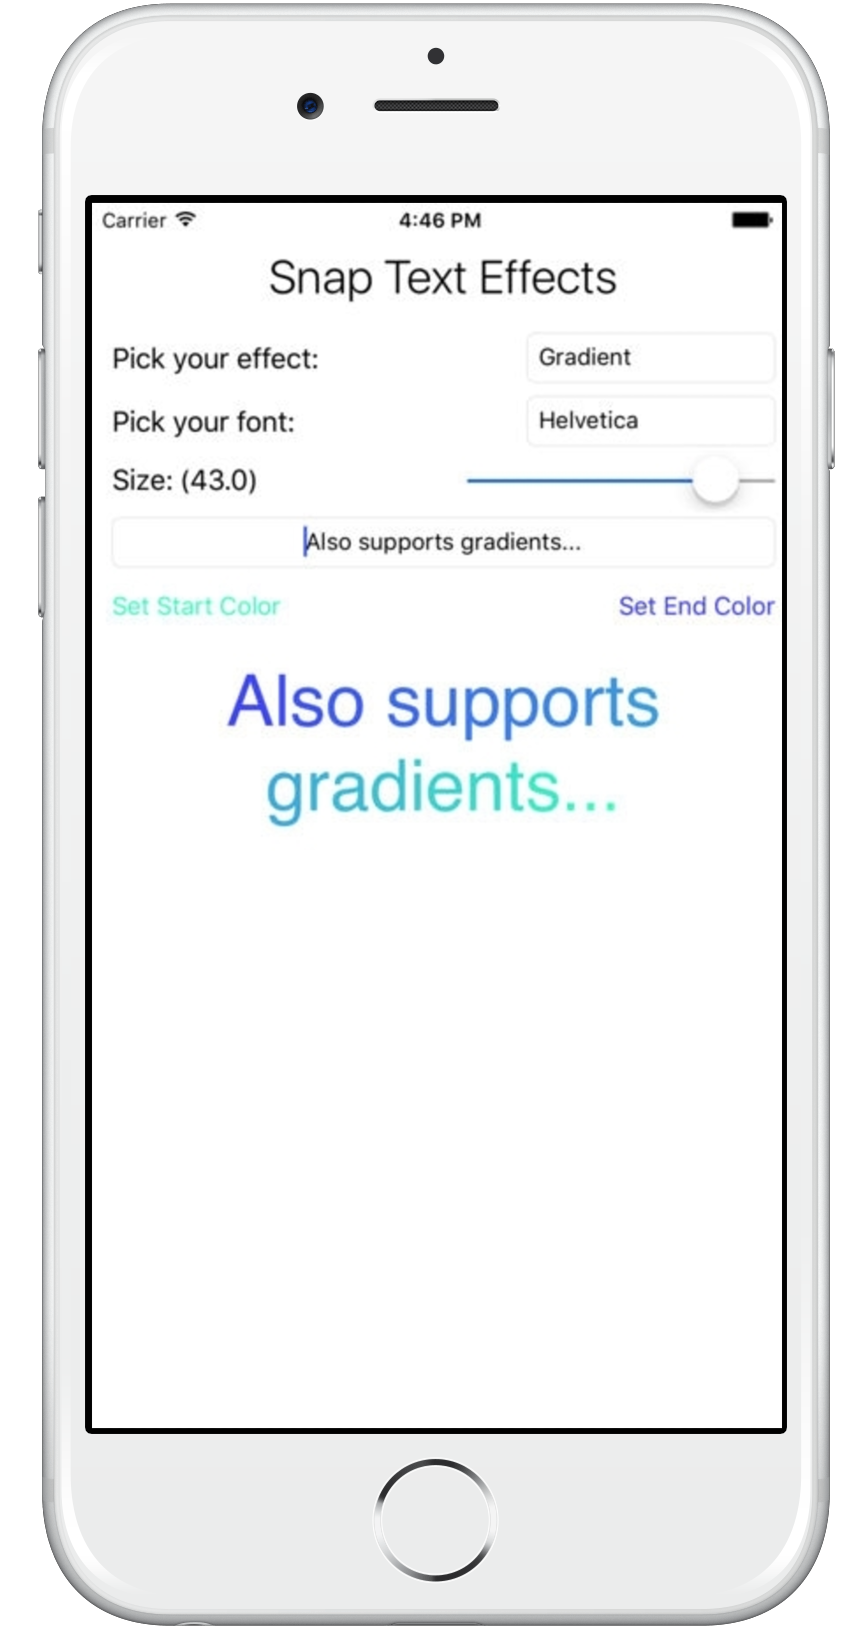 Carrier 4:46 PM
Snap Text Effects
Pick your effect: Gradient
Pick your font: Helvetica
Size: (43.0)
Also supports gradients...
Set Start Color Set End Color
Also supports
gradients...